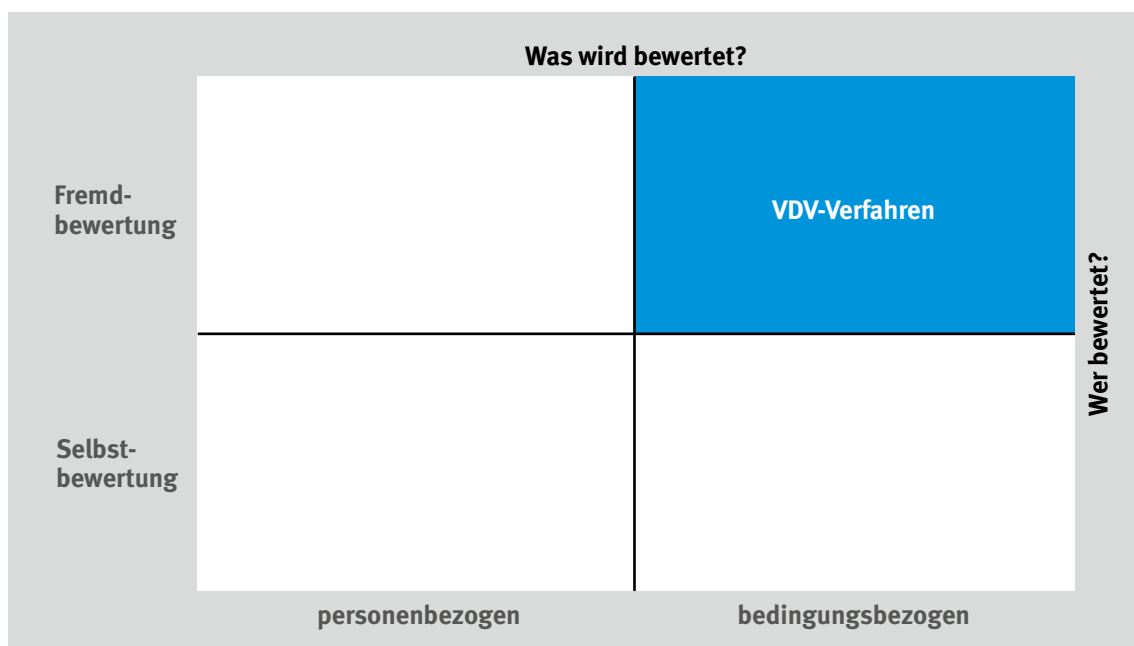 Was wird bewertet?
Fremd-
bewertung
VDV-Verfahren
Wer bewertet?
Selbst-
bewertung
personenbezogen
bedingungsbezogen